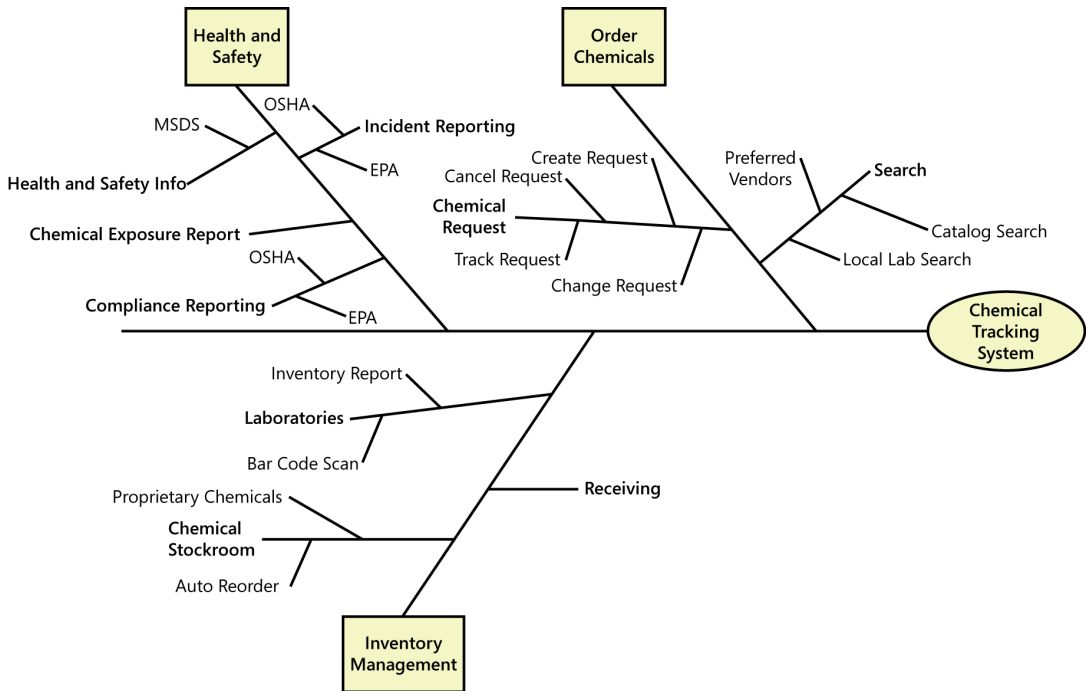 Health and
Safety
Order
Chemicals
OSHA
MSDS
Incident Reporting
EPA
Health and Safety Info
Chemical Exposure Report
OSHA
Compliance Reporting
EPA
Create Request
Cancel Request
Chemical
Request
Track Request
Change Request
Preferred
Vendors
Search
Catalog Search
Local Lab Search
Chemical
Tracking
System
Inventory Report
Laboratories
Bar Code Scan
Proprietary Chemicals
Chemical
Stockroom
Auto Reorder
Receiving
Inventory
Management